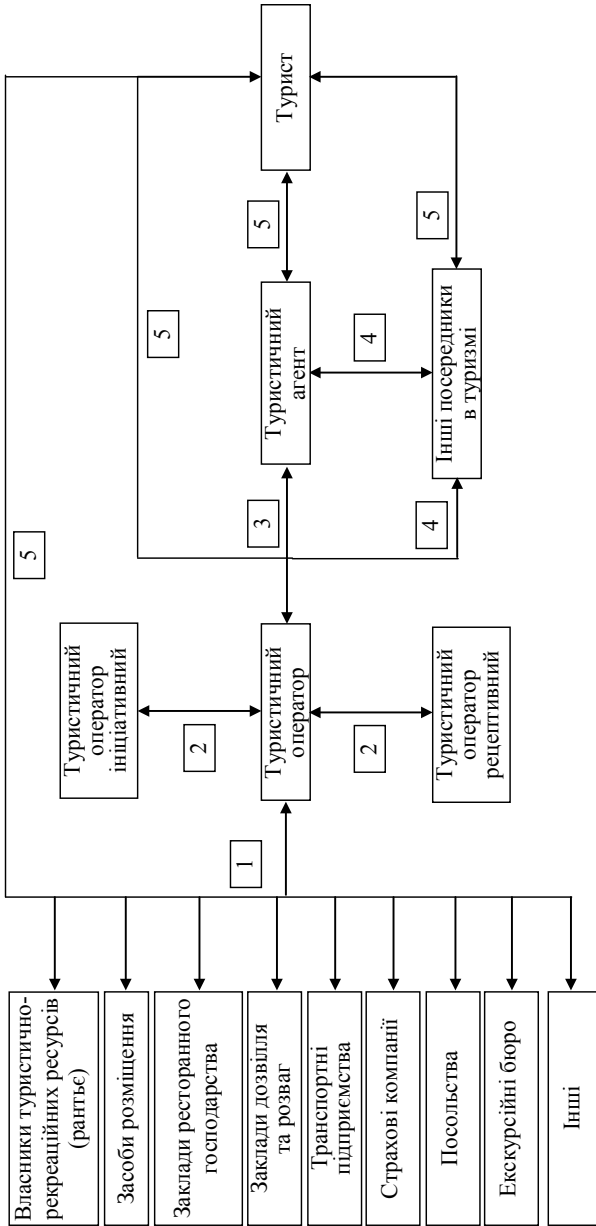 Власники туристично-
рекреаційних ресурсів
(рантьє)
Засоби розміщення
Заклади ресторанного
господарства
Заклади дозвілля
та розваг
Транспортні
підприємства
Страхові компанії
Посольства
Екскурсійні бюро
Інші
1
5
Туристичний
оператор
ініціативний
2
Туристичний
оператор
2
Туристичний
оператор
рецептивний
3
4
5
Туристичний
агент
4
Інші посередники
в туризмі
5
5
Турист